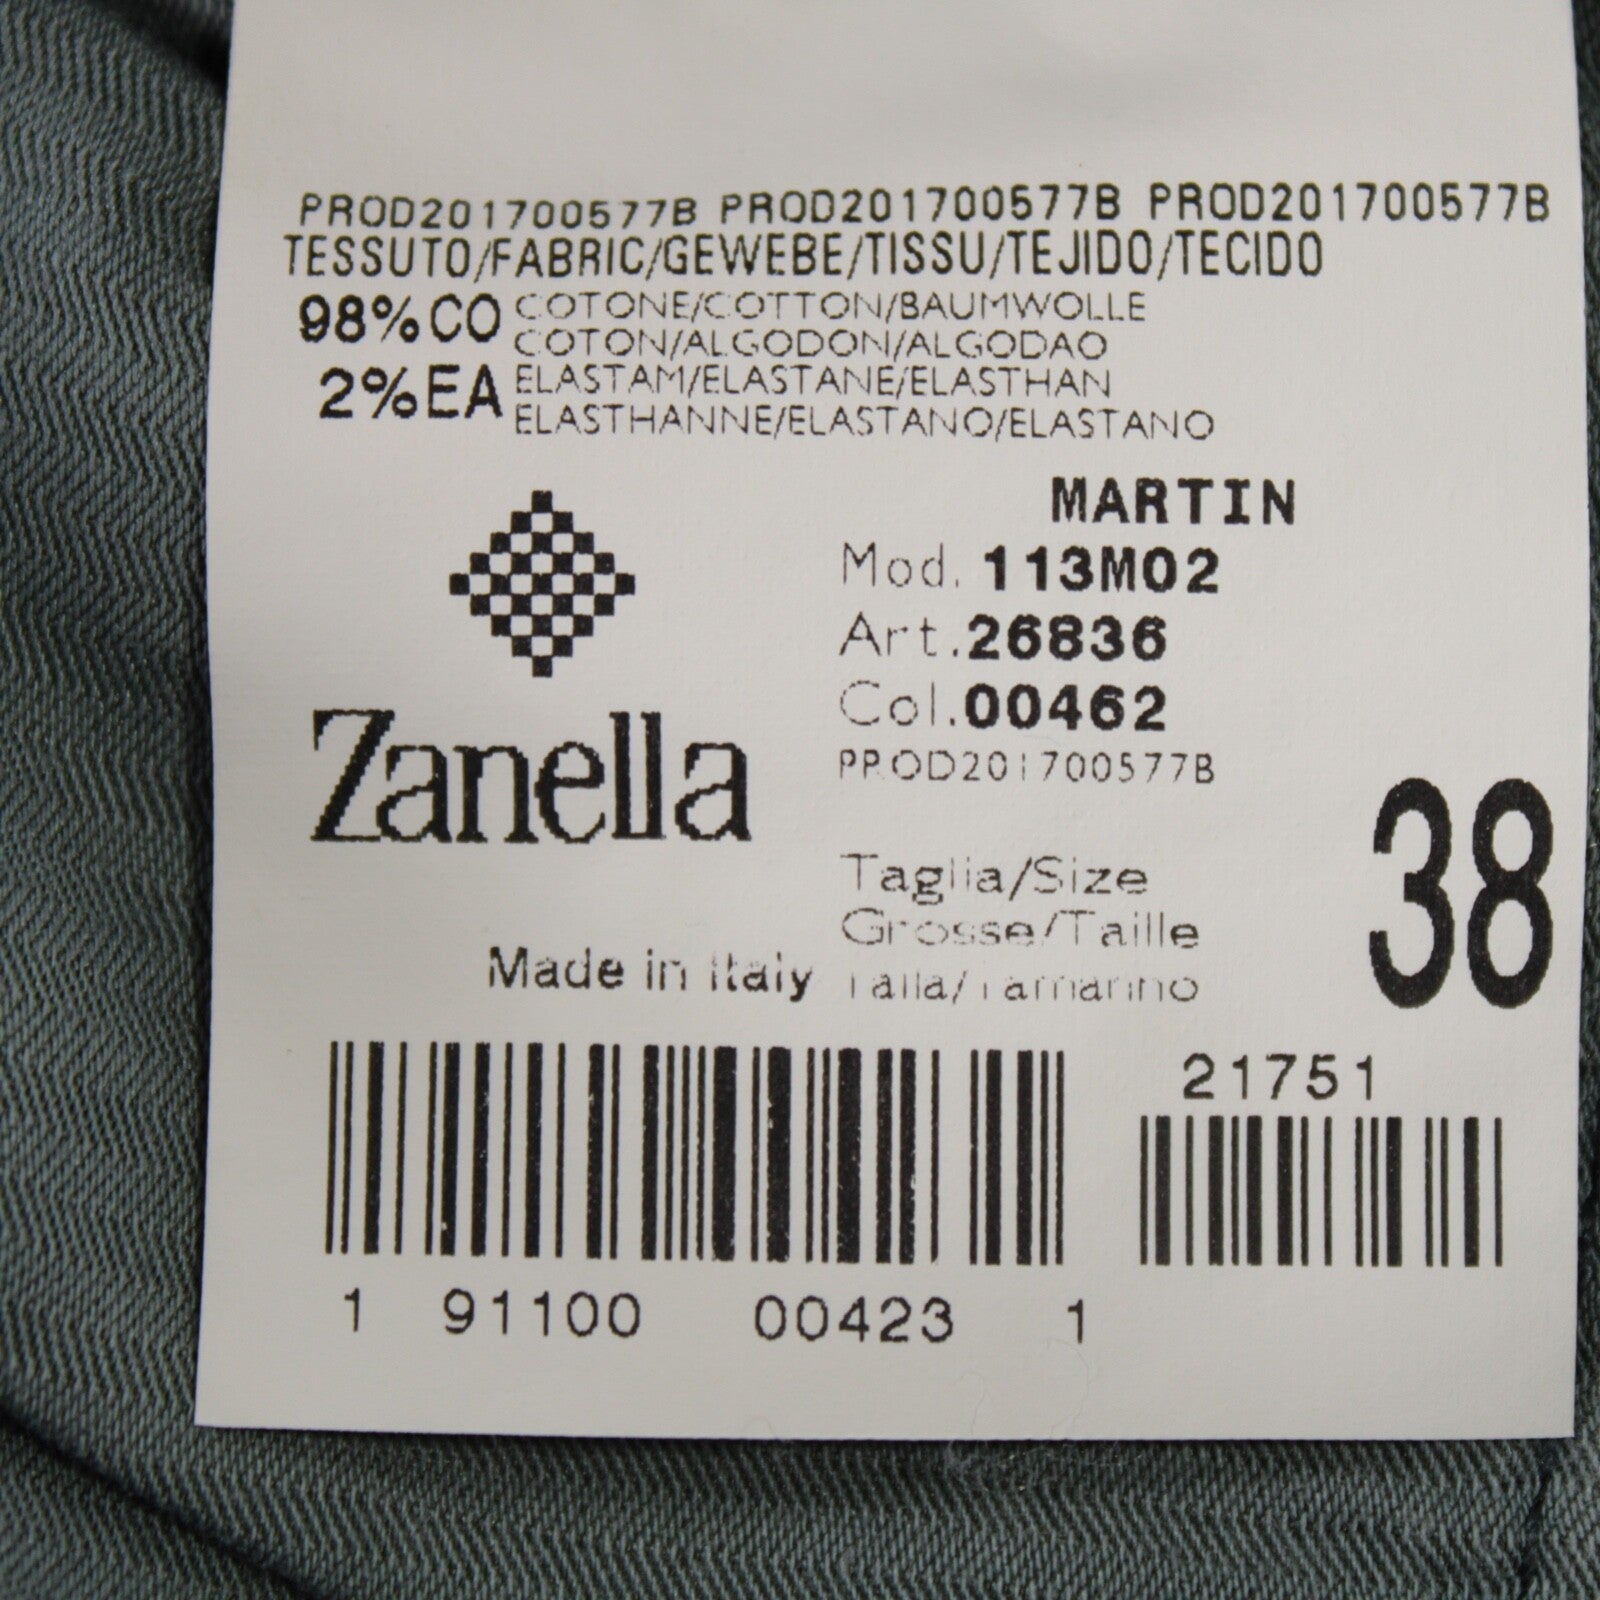 PROD201700577B PROD201700577B PROD201700577B
TESSUTO/FABRIC/GEWEBE/TISSU/TEJIDO/TECIDO
98%CO COTONE/COTTON/BAUMWOLLE
COTON/ALGODON/ALGODAO
2%EA ELASTAM/ELASTANE/ELASTHAN
ELASTHANNE/ELASTANO/ELASTANO
MARTIN
Mod. 113M02
Art.26836
Col.00462
PROD201700577B
Zanella
Taglia/Size
Grosse/Taille
Talla/Tamanho
38
Made in Italy
21751
1 91100 00423 1